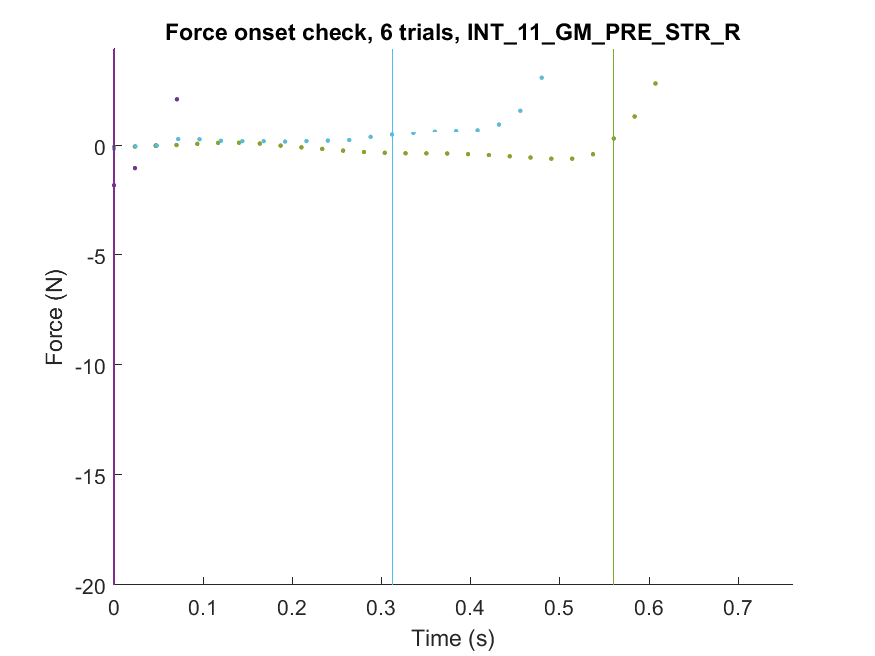 Force onset check, 6 trials, INT_11_GM_PRE_STR_R
Force (N)
0
-5
-10
-15
-20
0 0.1 0.2 0.3 0.4 0.5 0.6 0.7
Time (s)